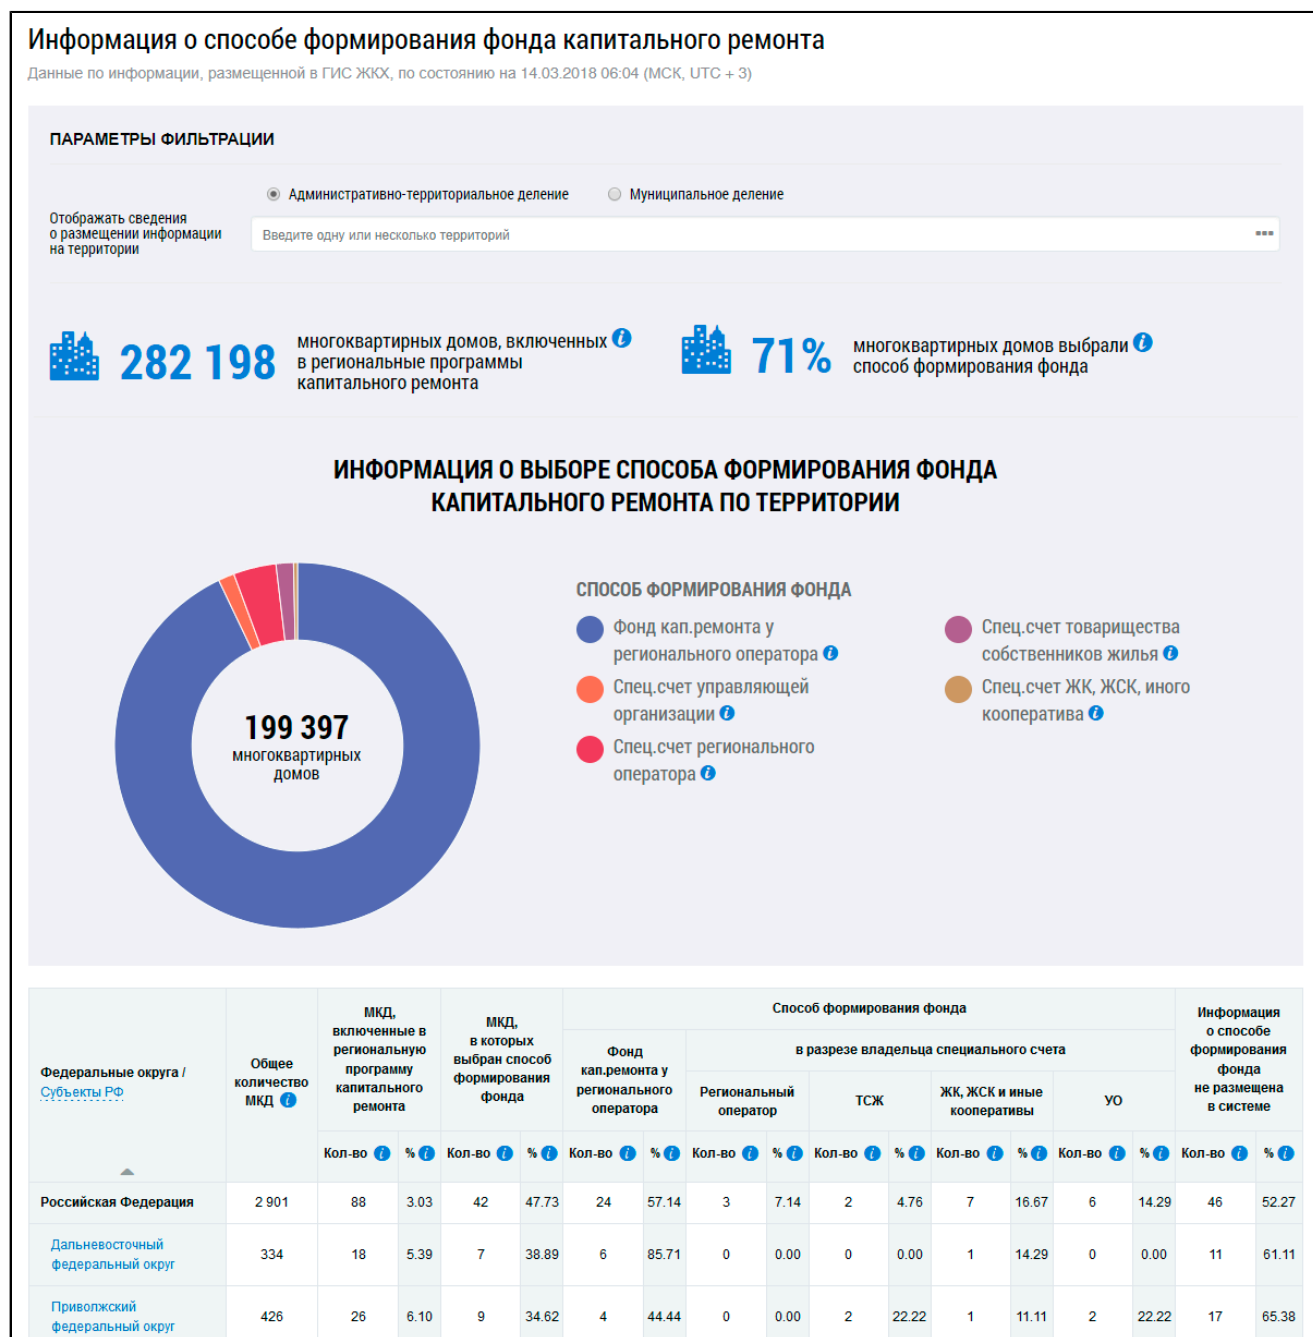 Информация о способе формирования фонда капитального ремонта
Данные по информации, размещенной в ГИС ЖКХ, по состоянию на 14.03.2018 06:04 (МСК, UTC + 3)
ПАРАМЕТРЫ ФИЛЬТРАЦИИ
Административно-территориальное деление
Муниципальное деление
Отображать сведения
о размещении информации
на территории
Введите одну или несколько территорий
282 198
многоквартирных домов, включенных
в региональные программы
капитального ремонта
71%
многоквартирных домов выбрали
способ формирования фонда
ИНФОРМАЦИЯ О ВЫБОРЕ СПОСОБА ФОРМИРОВАНИЯ ФОНДА
КАПИТАЛЬНОГО РЕМОНТА ПО ТЕРРИТОРИИ
199 397
многоквартирных
домов
СПОСОБ ФОРМИРОВАНИЯ ФОНДА
Фонд кап.ремонта у
регионального оператора
Спец.счет управляющей
организации
Спец.счет регионального
оператора
Спец.счет товарищества
собственников жилья
Спец.счет ЖК, ЖСК, иного
кооператива
Федеральные округа /
Субъекты РФ
Общее
количество
МКД
МКД,
включенные в
региональную
программу
капитального
ремонта
МКД,
в которых
выбран способ
формирования
фонда
Способ формирования фонда
Фонд
кап.ремонта у
регионального
оператора
в разрезе владельца специального счета
Региональный
оператор
ТСЖ
ЖК, ЖСК и иные
кооперативы
УО
Информация
о способе
формирования
фонда
не размещена
в системе
Кол-во % Кол-во % Кол-во % Кол-во % Кол-во % Кол-во % Кол-во % Кол-во %
Российская Федерация 2 901 88 3.03 42 47.73 24 57.14 3 7.14 2 4.76 7 16.67 6 14.29 46 52.27
Дальневосточный
федеральный округ
334 18 5.39 7 38.89 6 85.71 0 0.00 0 0.00 1 14.29 0 0.00 11 61.11
Приволжский
федеральный округ
426 26 6.10 9 34.62 4 44.44 0 0.00 2 22.22 1 11.11 2 22.22 17 65.38